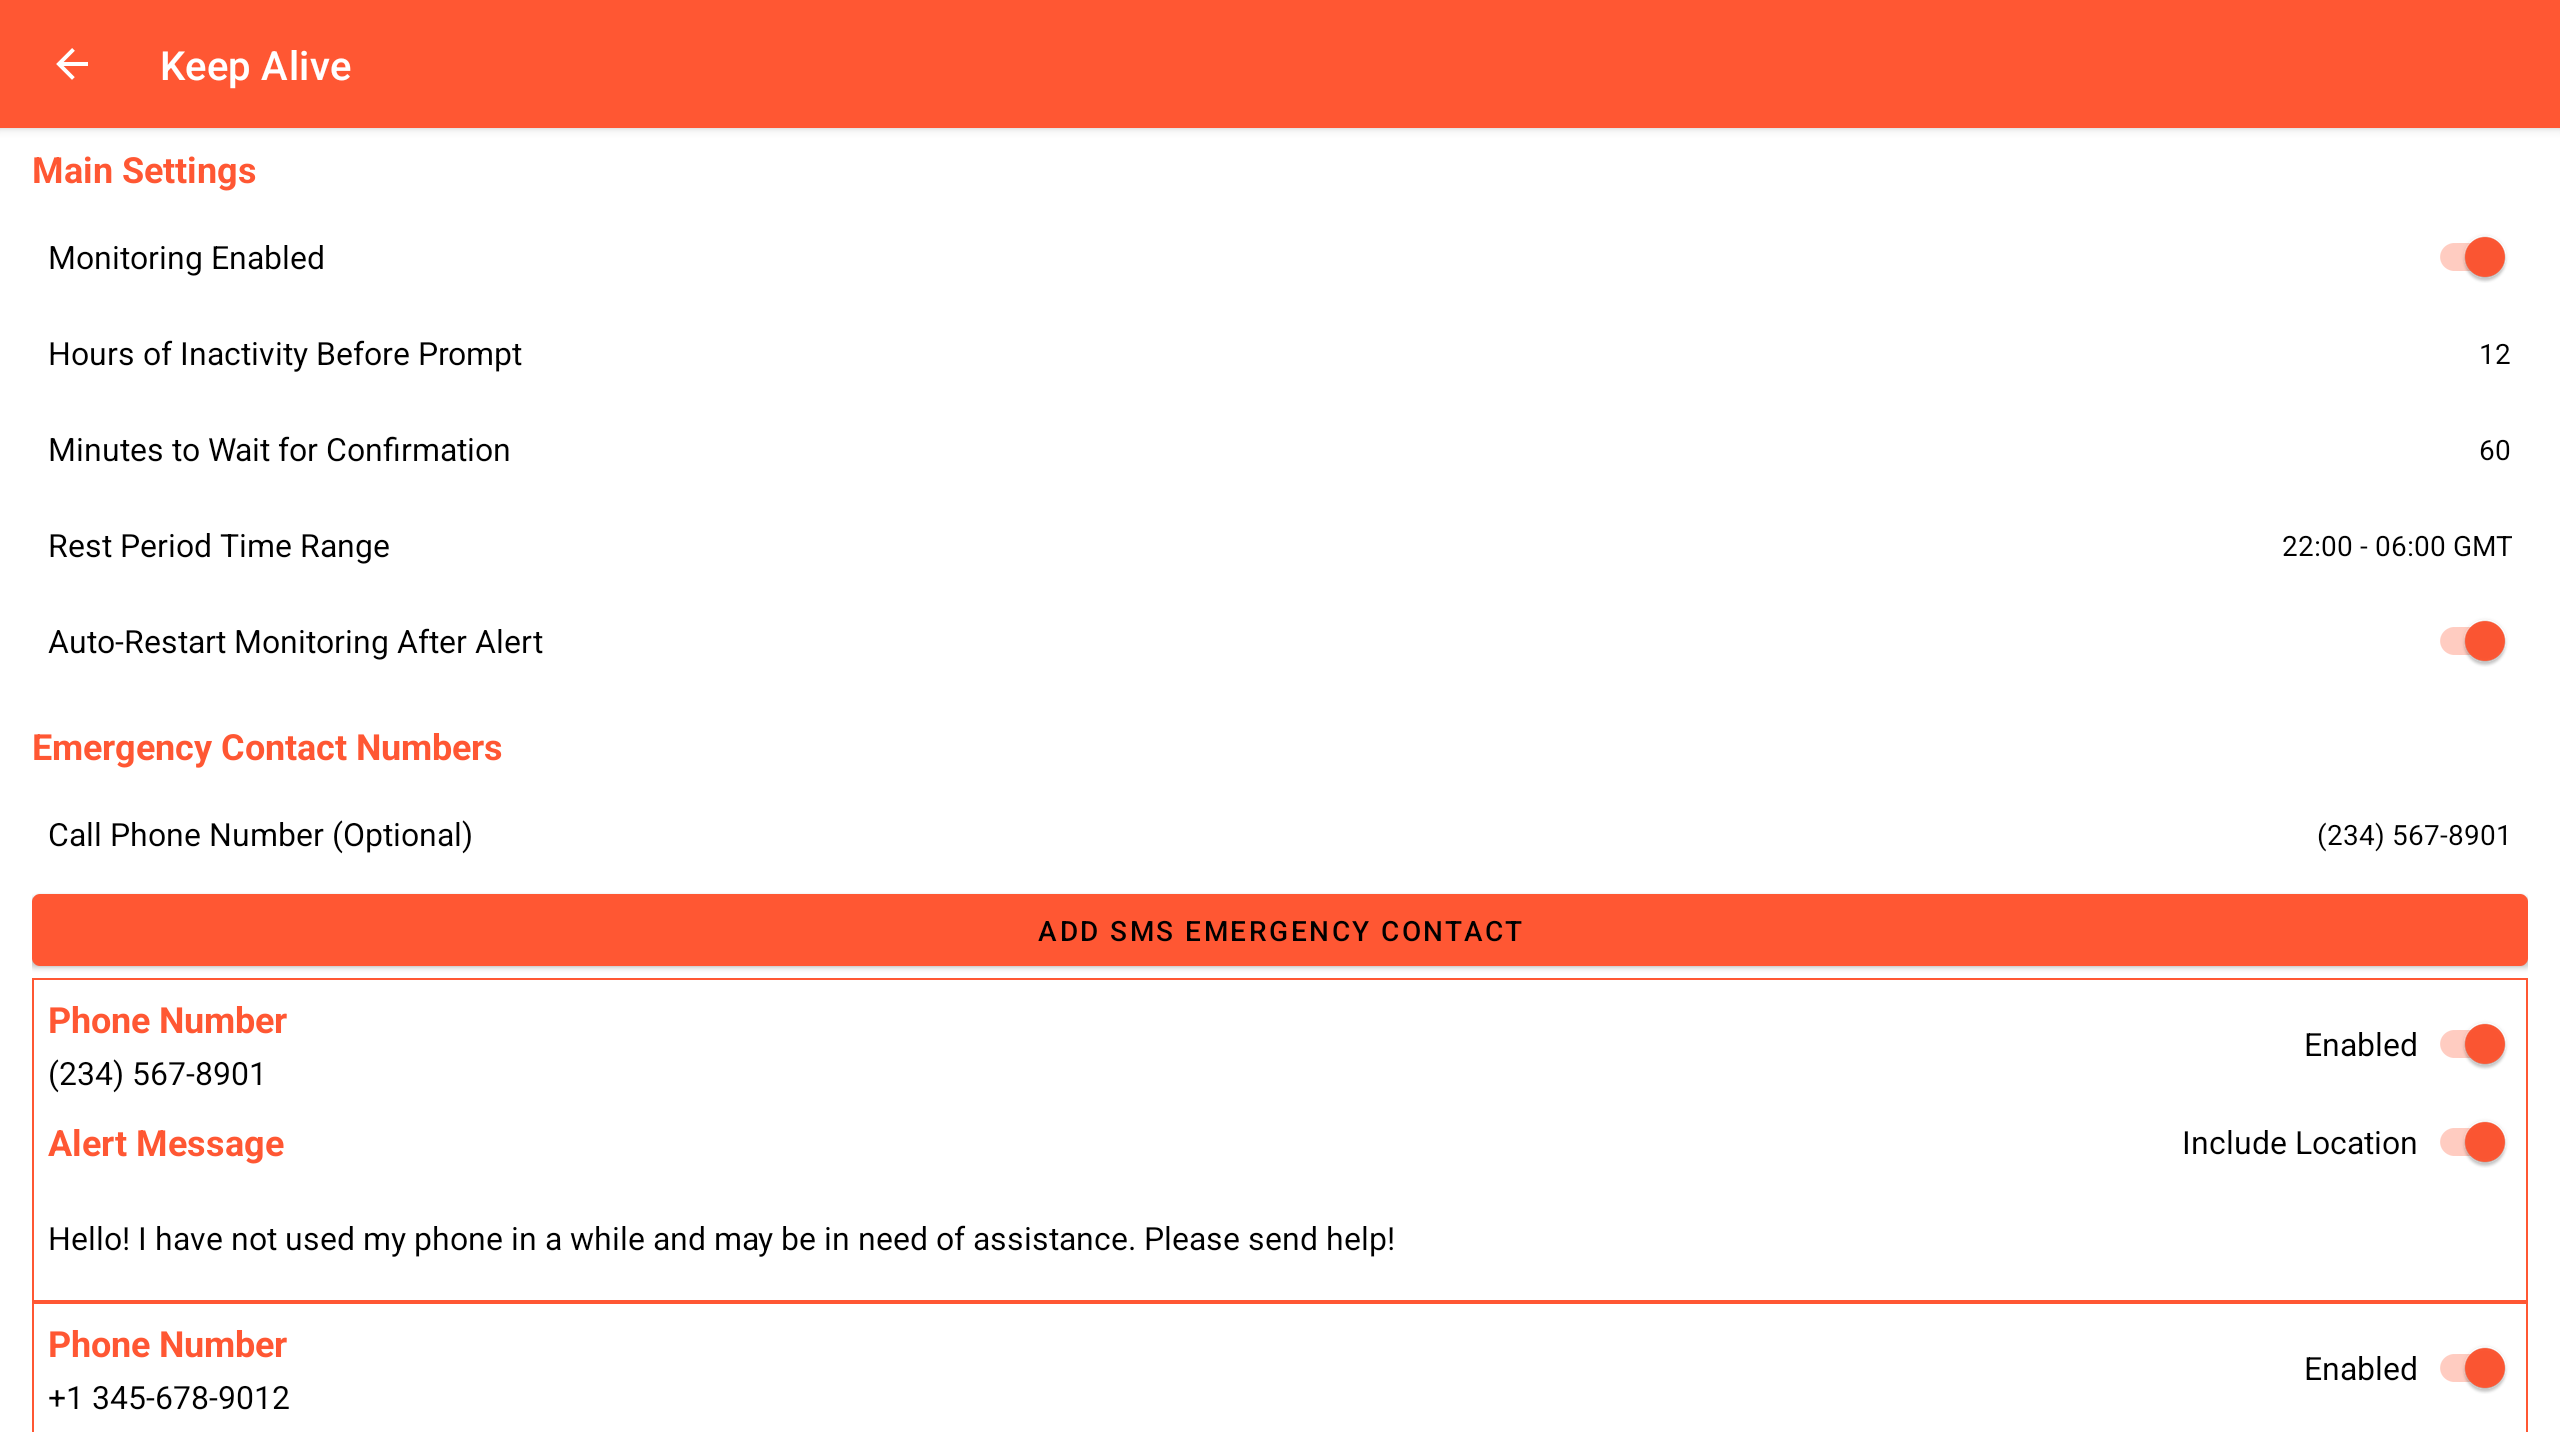 Keep Alive
Main Settings
Monitoring Enabled
Hours of Inactivity Before Prompt 12
Minutes to Wait for Confirmation 60
Rest Period Time Range 22:00 - 06:00 GMT
Auto-Restart Monitoring After Alert
Emergency Contact Numbers
Call Phone Number (Optional) (234) 567-8901
ADD SMS EMERGENCY CONTACT
Phone Number
Enabled
(234) 567-8901
Alert Message Include Location
Hello! I have not used my phone in a while and may be in need of assistance. Please send help!
Phone Number
Enabled
+1 345-678-9012